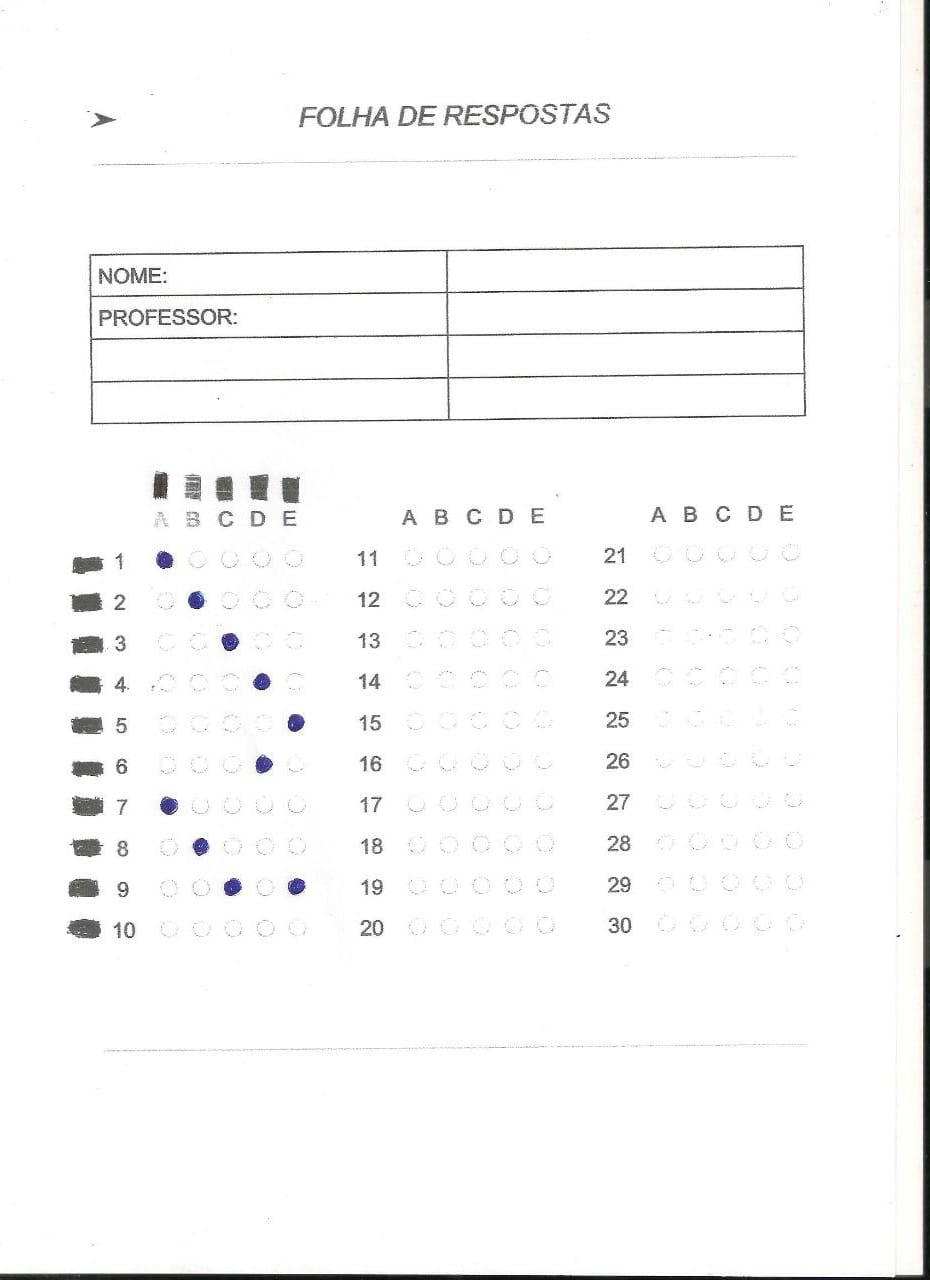 FOLHA DE RESPOSTAS
NOME:
PROFESSOR:
A B C D E
A B C D E
A B C D E
1 11 21
2 12 22
3 13 23
4 14 24
5 15 25
6 16 26
7 17 27
8 18 28
9 19 29
10 20 30